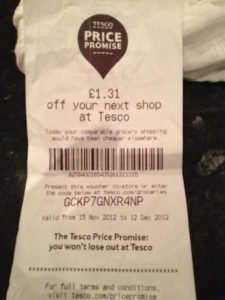 TESCO
PRICE
PROMISE
£1.31
off your next shop
at Tesco
Today your comparable grocery shopping
would have been cheaper elsewhere
Present this voucher in-store or enter
the code below at tesco.com/groceries
GCKP7GNXR4NP
Valid from 15 Nov 2012 to 12 Dec 2012
The Tesco Price Promise:
you won't lose out at Tesco
For full terms and conditions,
visit tesco.com/pricepromise